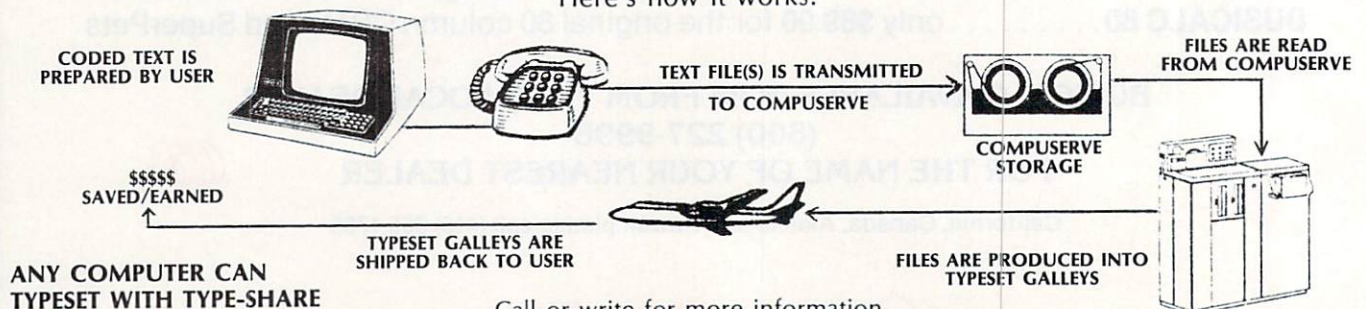 Here's how it works:
CODED TEXT IS
PREPARED BY USER
TEXT FILE(S) IS TRANSMITTED
TO COMPUSERVE
COMPUSERVE
STORAGE
FILES ARE READ
FROM COMPUSERVE
FILES ARE PRODUCED INTO
TYPESET GALLEYS
TYPESET GALLEYS ARE
SHIPPED BACK TO USER
$$$$$
SAVED/EARNED
ANY COMPUTER CAN
TYPESET WITH TYPE-SHARE
Call or write for more information